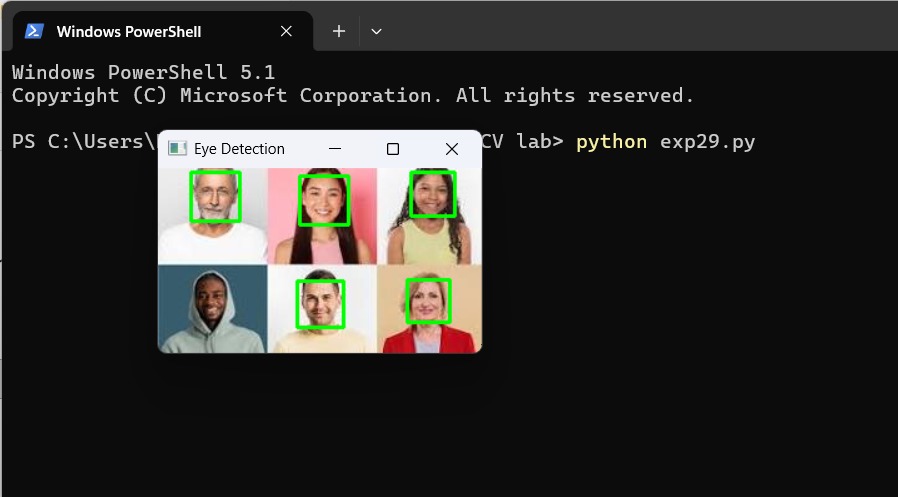 Windows PowerShell
Windows PowerShell 5.1
Copyright (C) Microsoft Corporation. All rights reserved.
PS C:\Users\ CV lab> python exp29.py
Eye Detection